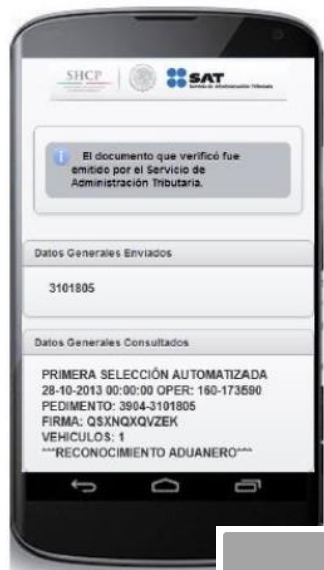 SHCP
SAT
Servicio de Administración Tributaria
El documento que verificó fue
emitido por el Servicio de
Administración Tributaria.
Datos Generales Enviados
3101805
Datos Generales Consultados
PRIMERA SELECCIÓN AUTOMATIZADA
28-10-2013 00:00:00 OPER: 160-173590
PEDIMENTO: 3904-3101805
FIRMA: QSXNQXQVZEK
VEHICULOS: 1
***RECONOCIMIENTO ADUANERO***